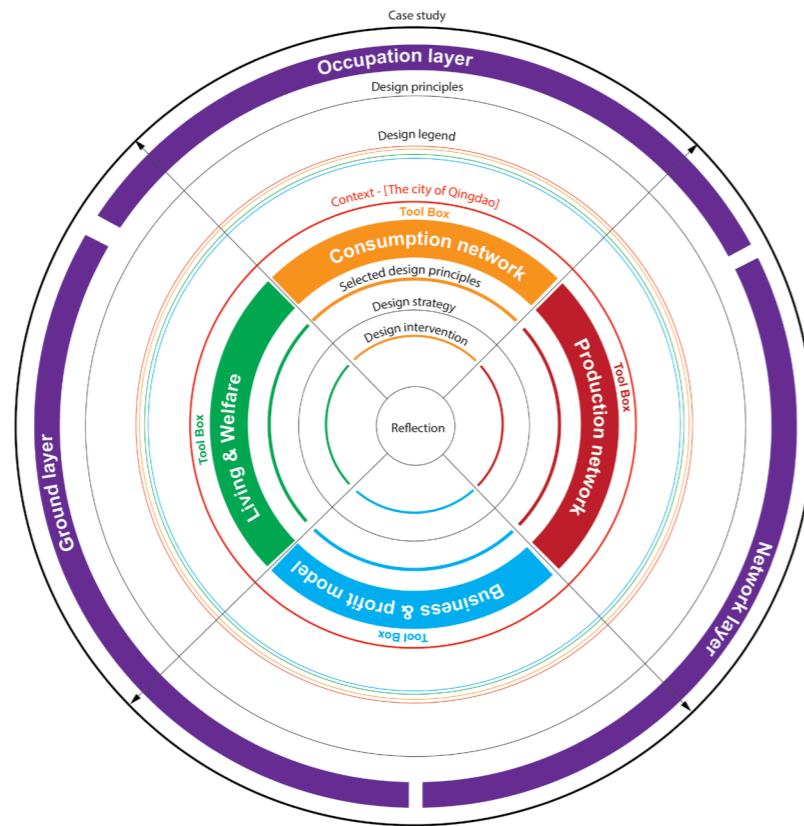 Case study
Occupation layer
Design principles
Design legend
Context - [The city of Qingdao]
Tool Box
Consumption network
Selected design principles
Design strategy
Design intervention
Reflection
Living & Welfare
Tool Box
Production network
Tool Box
Business & profit model
Tool Box
Ground layer
Network layer